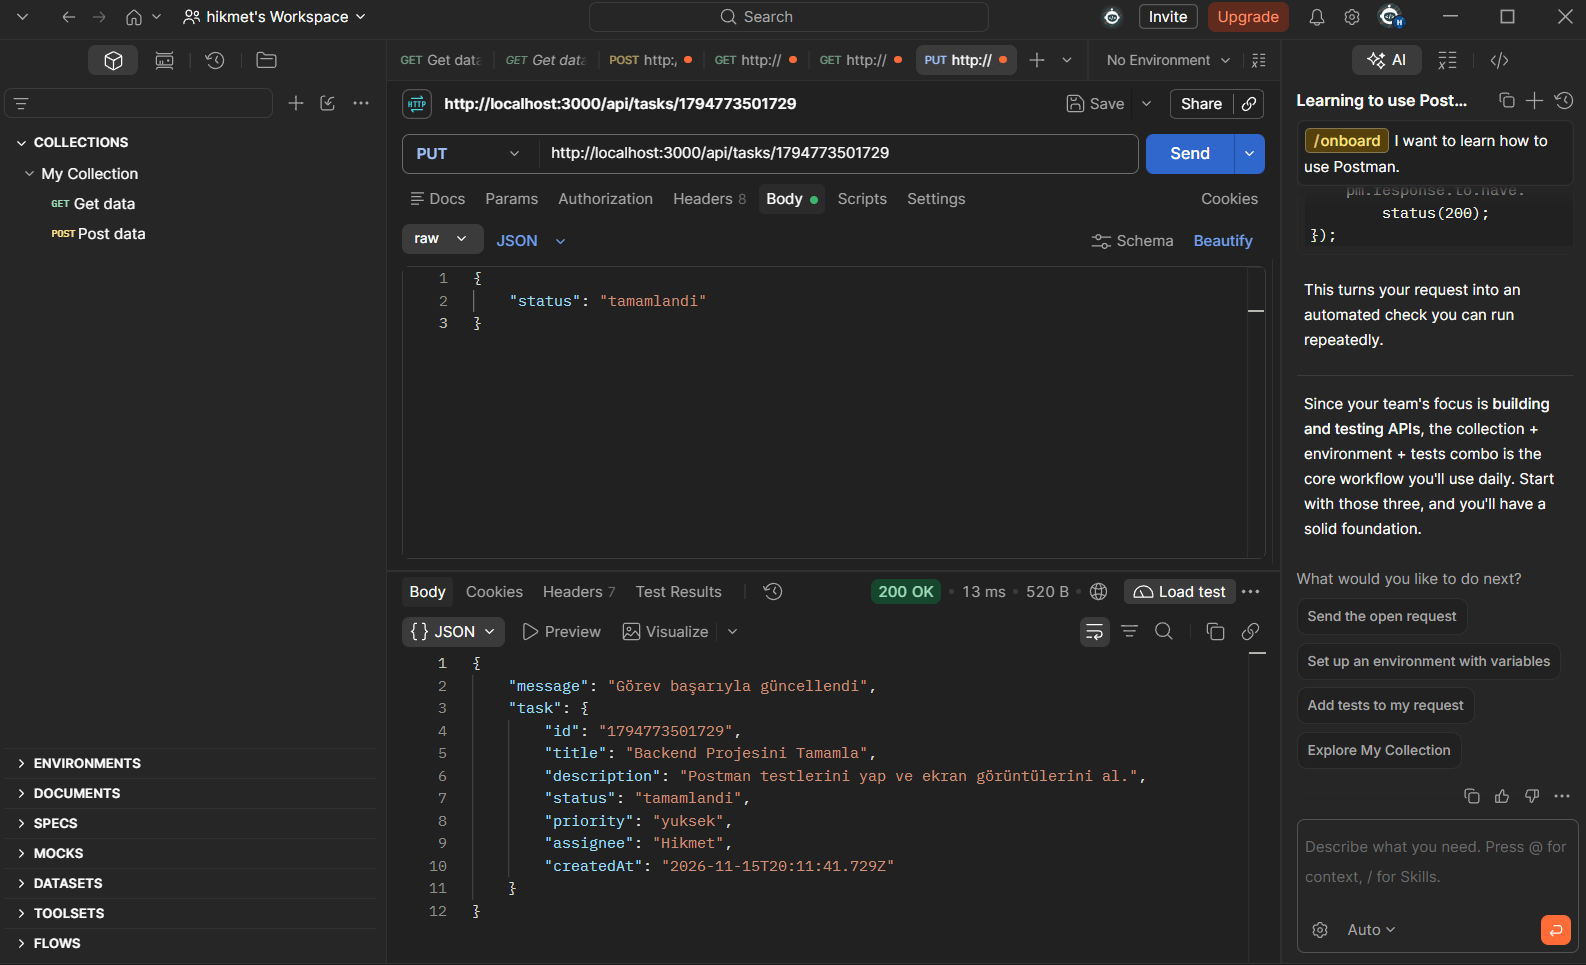 hikmet's Workspace
Search
Invite
Upgrade
H
GET Get data
GET Get data
POST http:/
GET http://
GET http://
PUT http://
No Environment
AI
HTTP
http://localhost:3000/api/tasks/1794773501729
Save
Share
PUT
http://localhost:3000/api/tasks/1794773501729
Send
Docs
Params
Authorization
Headers 8
Body
Scripts
Settings
Cookies
raw
JSON
Schema
Beautify
1 {
2 "status": "tamamlandi"
3 }
COLLECTIONS
My Collection
GET Get data
POST Post data
ENVIRONMENTS
DOCUMENTS
SPECS
MOCKS
DATASETS
TOOLSETS
FLOWS
Body
Cookies
Headers 7
Test Results
200 OK
13 ms
520 B
Load test
{} JSON
Preview
Visualize
1 {
2 "message": "Görev başarıyla güncellendi",
3 "task": {
4 "id": "1794773501729",
5 "title": "Backend Projesini Tamamla",
6 "description": "Postman testlerini yap ve ekran görüntülerini al.",
7 "status": "tamamlandi",
8 "priority": "yuksek",
9 "assignee": "Hikmet",
10 "createdAt": "2026-11-15T20:11:41.729Z"
11 }
12 }
Learning to use Post...
/onboard I want to learn how to
use Postman.
pm.response.to.have.
status(200);
});
This turns your request into an
automated check you can run
repeatedly.
Since your team's focus is building
and testing APIs, the collection +
environment + tests combo is the
core workflow you'll use daily. Start
with those three, and you'll have a
solid foundation.
What would you like to do next?
Send the open request
Set up an environment with variables
Add tests to my request
Explore My Collection
Describe what you need. Press @ for
context, / for Skills.
Auto